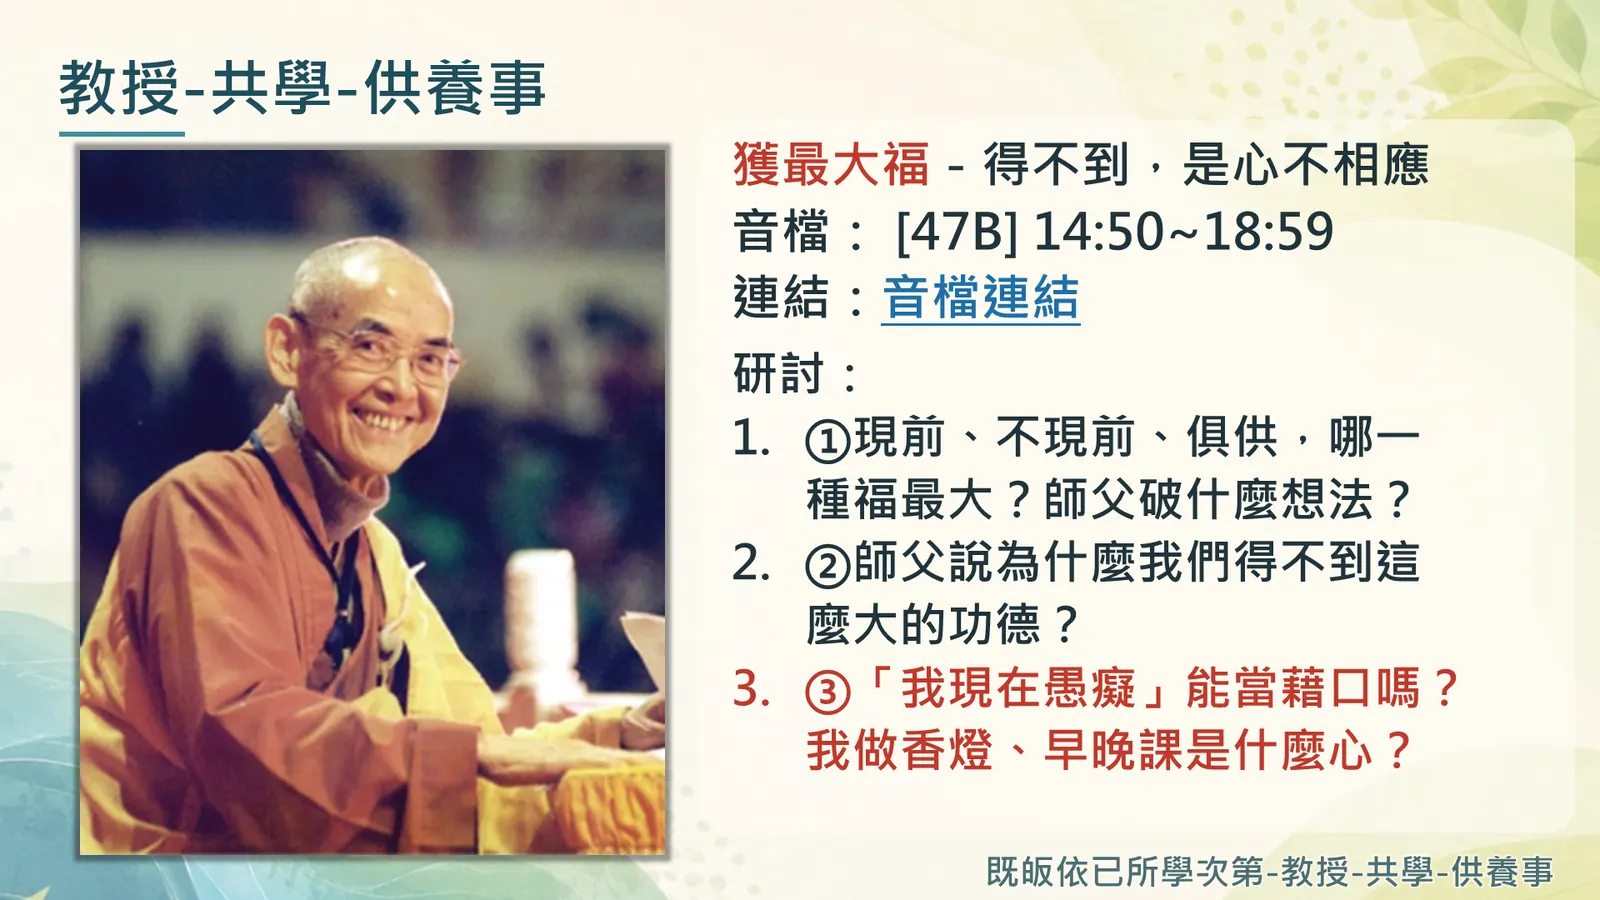 教授-共學-供養事
獲最大福 - 得不到，是心不相應
音檔： [47B] 14:50~18:59
連結：音檔連結
研討：
1. ①現前、不現前、俱供，哪一
種福最大？師父破什麼想法？
2. ②師父說為什麼我們得不到這
麼大的功德？
3. ③「我現在愚癡」能當藉口嗎？
我做香燈、早晚課是什麼心？
既皈依已所學次第-教授-共學-供養事